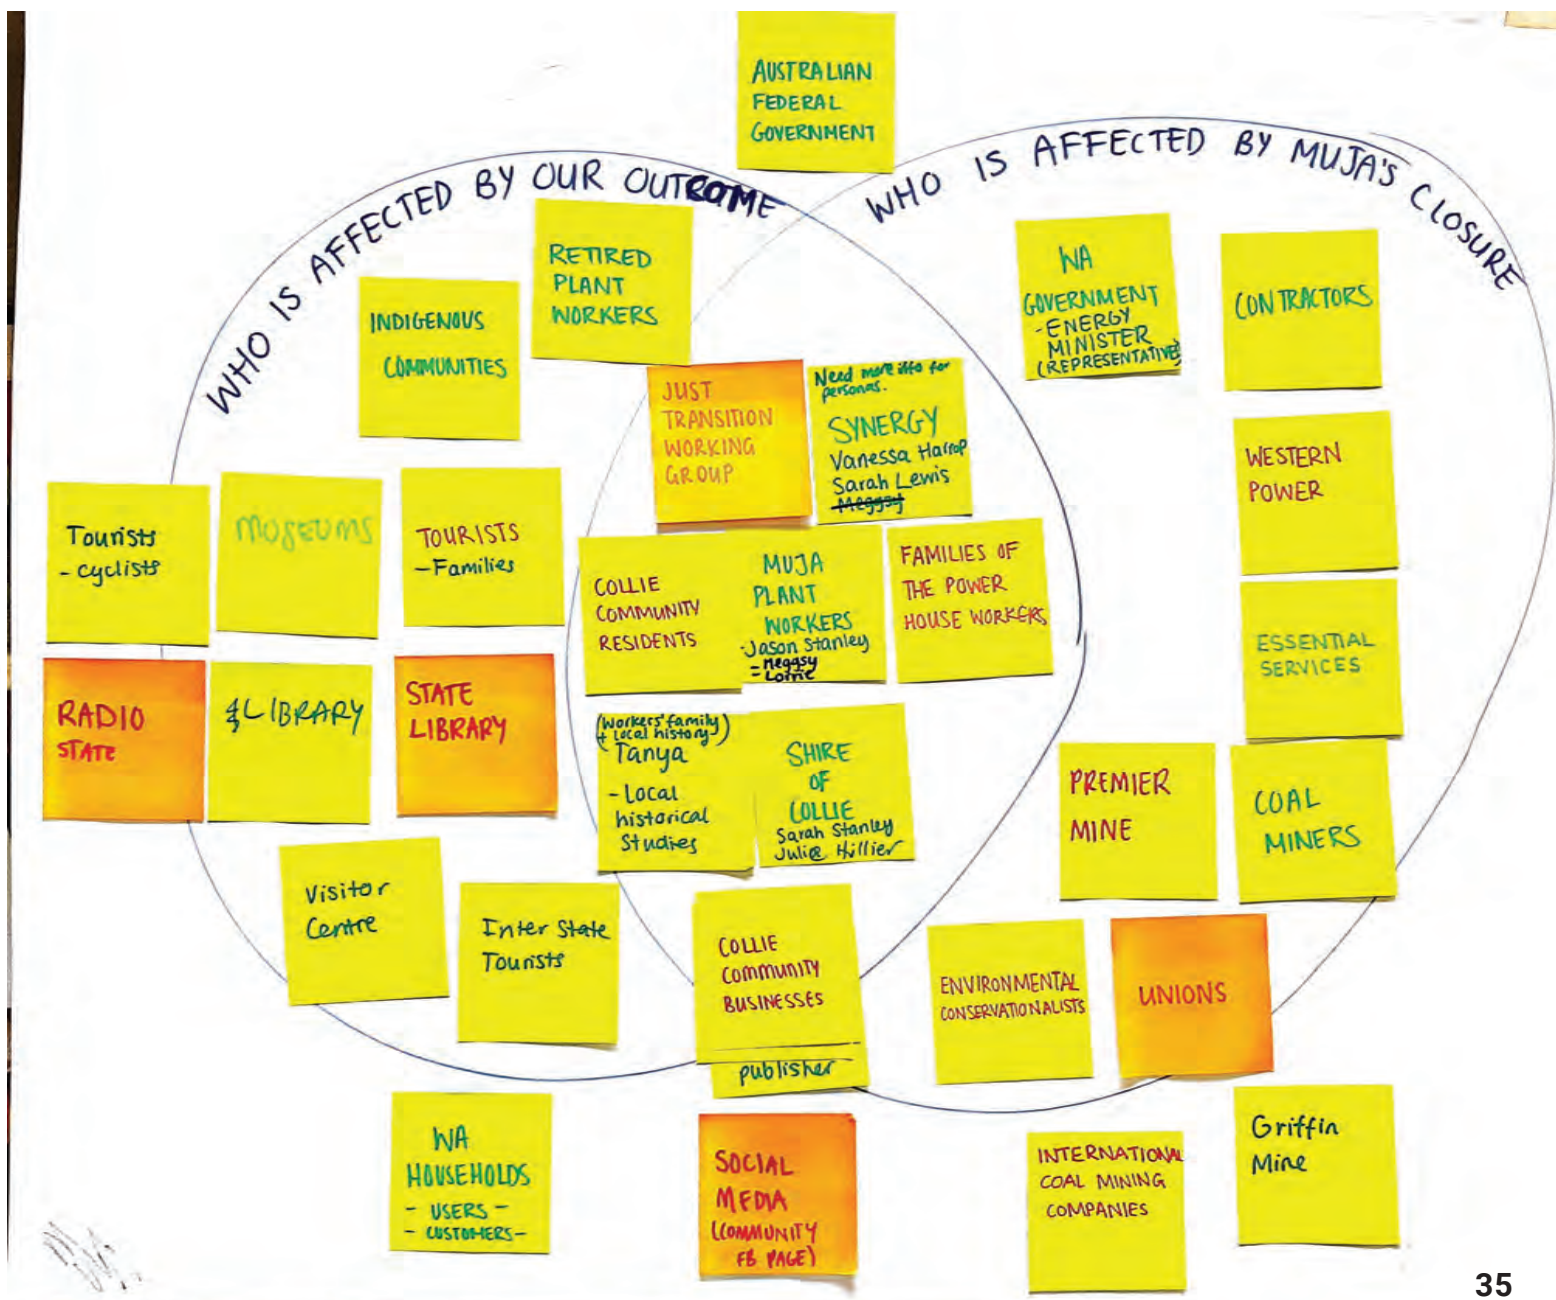 AUSTRALIAN
FEDERAL
GOVERNMENT
WHO IS AFFECTED BY OUR OUTCOME
WHO IS AFFECTED BY MUJA'S CLOSURE
RETIRED
PLANT
WORKERS
INDIGENOUS
COMMUNITIES
WA
GOVERNMENT
- ENERGY
MINISTER
(REPRESENTATIVE)
CONTRACTORS
JUST
TRANSITION
WORKING
GROUP
Need more info for
personas.
SYNERGY
Vanessa Harrop
Sarah Lewis
Meggsy
WESTERN
POWER
Tourists
- cyclists
MUSEUMS
TOURISTS
- Families
COLLIE
COMMUNITY
RESIDENTS
MUJA
PLANT
WORKERS
- Jason Stanley
- Meggsy
- Lorrie
FAMILIES OF
THE POWER
HOUSE WORKERS
ESSENTIAL
SERVICES
RADIO
STATE
LIBRARY
STATE
LIBRARY
(Workers' family
+ local history)
Tanya
- Local
historical
Studies
SHIRE
OF
COLLIE
Sarah Stanley
Julie Hillier
PREMIER
MINE
COAL
MINERS
Visitor
Centre
Inter State
Tourists
COLLIE
COMMUNITY
BUSINESSES
publisher
ENVIRONMENTAL
CONSERVATIONALISTS
UNIONS
WA
HOUSEHOLDS
- USERS -
- CUSTOMERS -
SOCIAL
MEDIA
(COMMUNITY
FB PAGE)
INTERNATIONAL
COAL MINING
COMPANIES
Griffin
Mine
35